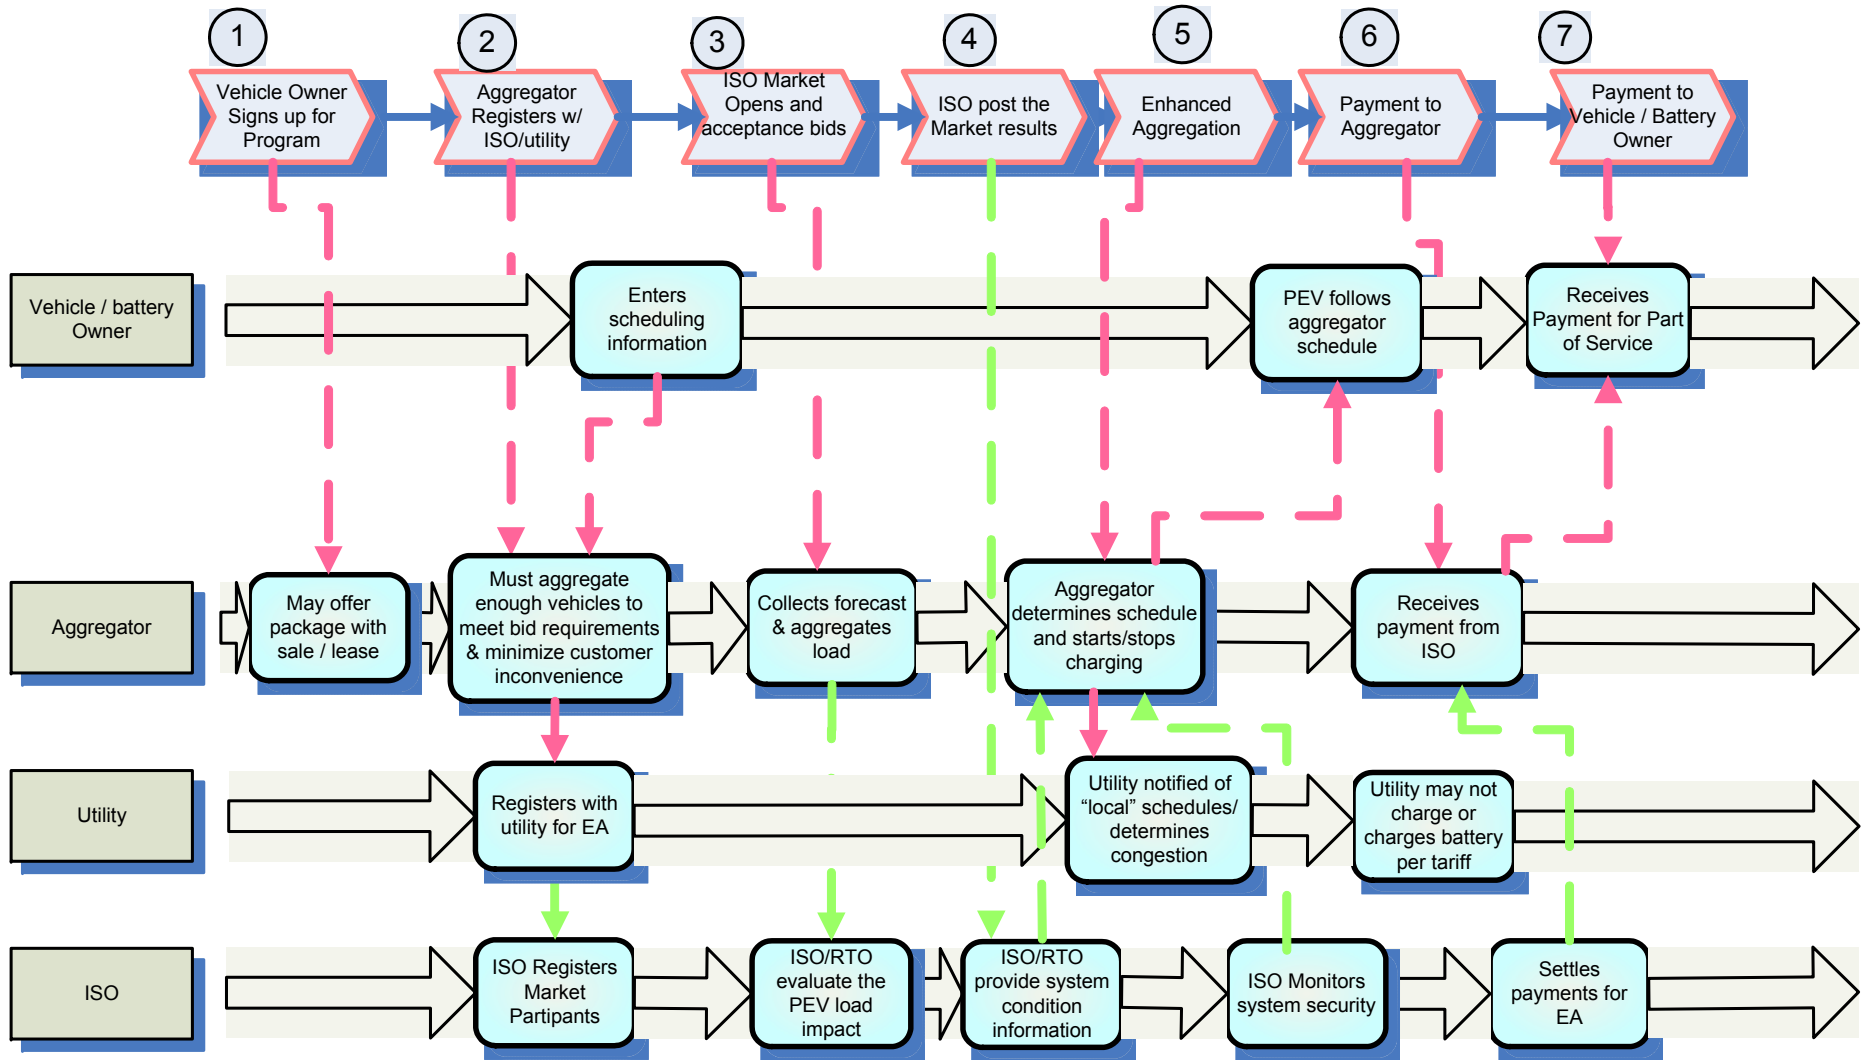 1
2
3
4
5
6
7
Vehicle Owner
Signs up for
Program
Aggregator
Registers w/
ISO/utility
ISO Market
Opens and
acceptance bids
ISO post the
Market results
Enhanced
Aggregation
Payment to
Aggregator
Payment to
Vehicle / Battery
Owner
Vehicle / battery
Owner
Enters
scheduling
information
PEV follows
aggregator
schedule
Receives
Payment for Part
of Service
Aggregator
May offer
package with
sale / lease
Must aggregate
enough vehicles to
meet bid requirements
& minimize customer
inconvenience
Collects forecast
& aggregates
load
Aggregator
determines schedule
and starts/stops
charging
Receives
payment from
ISO
Utility
Registers with
utility for EA
Utility notified of
“local” schedules/
determines
congestion
Utility may not
charge or
charges battery
per tariff
ISO
ISO Registers
Market
Partipants
ISO/RTO
evaluate the
PEV load
impact
ISO/RTO
provide system
condition
information
ISO Monitors
system security
Settles
payments for
EA